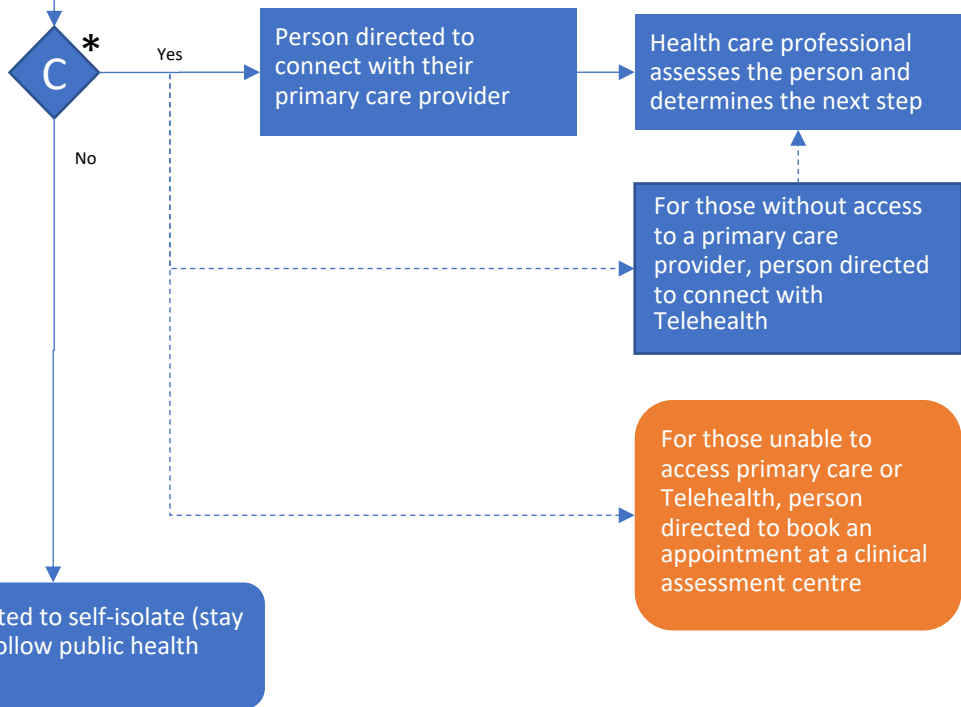 *
C
Yes
Person directed to
connect with their
primary care provider
Health care professional
assesses the person and
determines the next step
No
For those without access
to a primary care
provider, person directed
to connect with
Telehealth
For those unable to
access primary care or
Telehealth, person
directed to book an
appointment at a clinical
assessment centre
to self-isolate (stay
public health